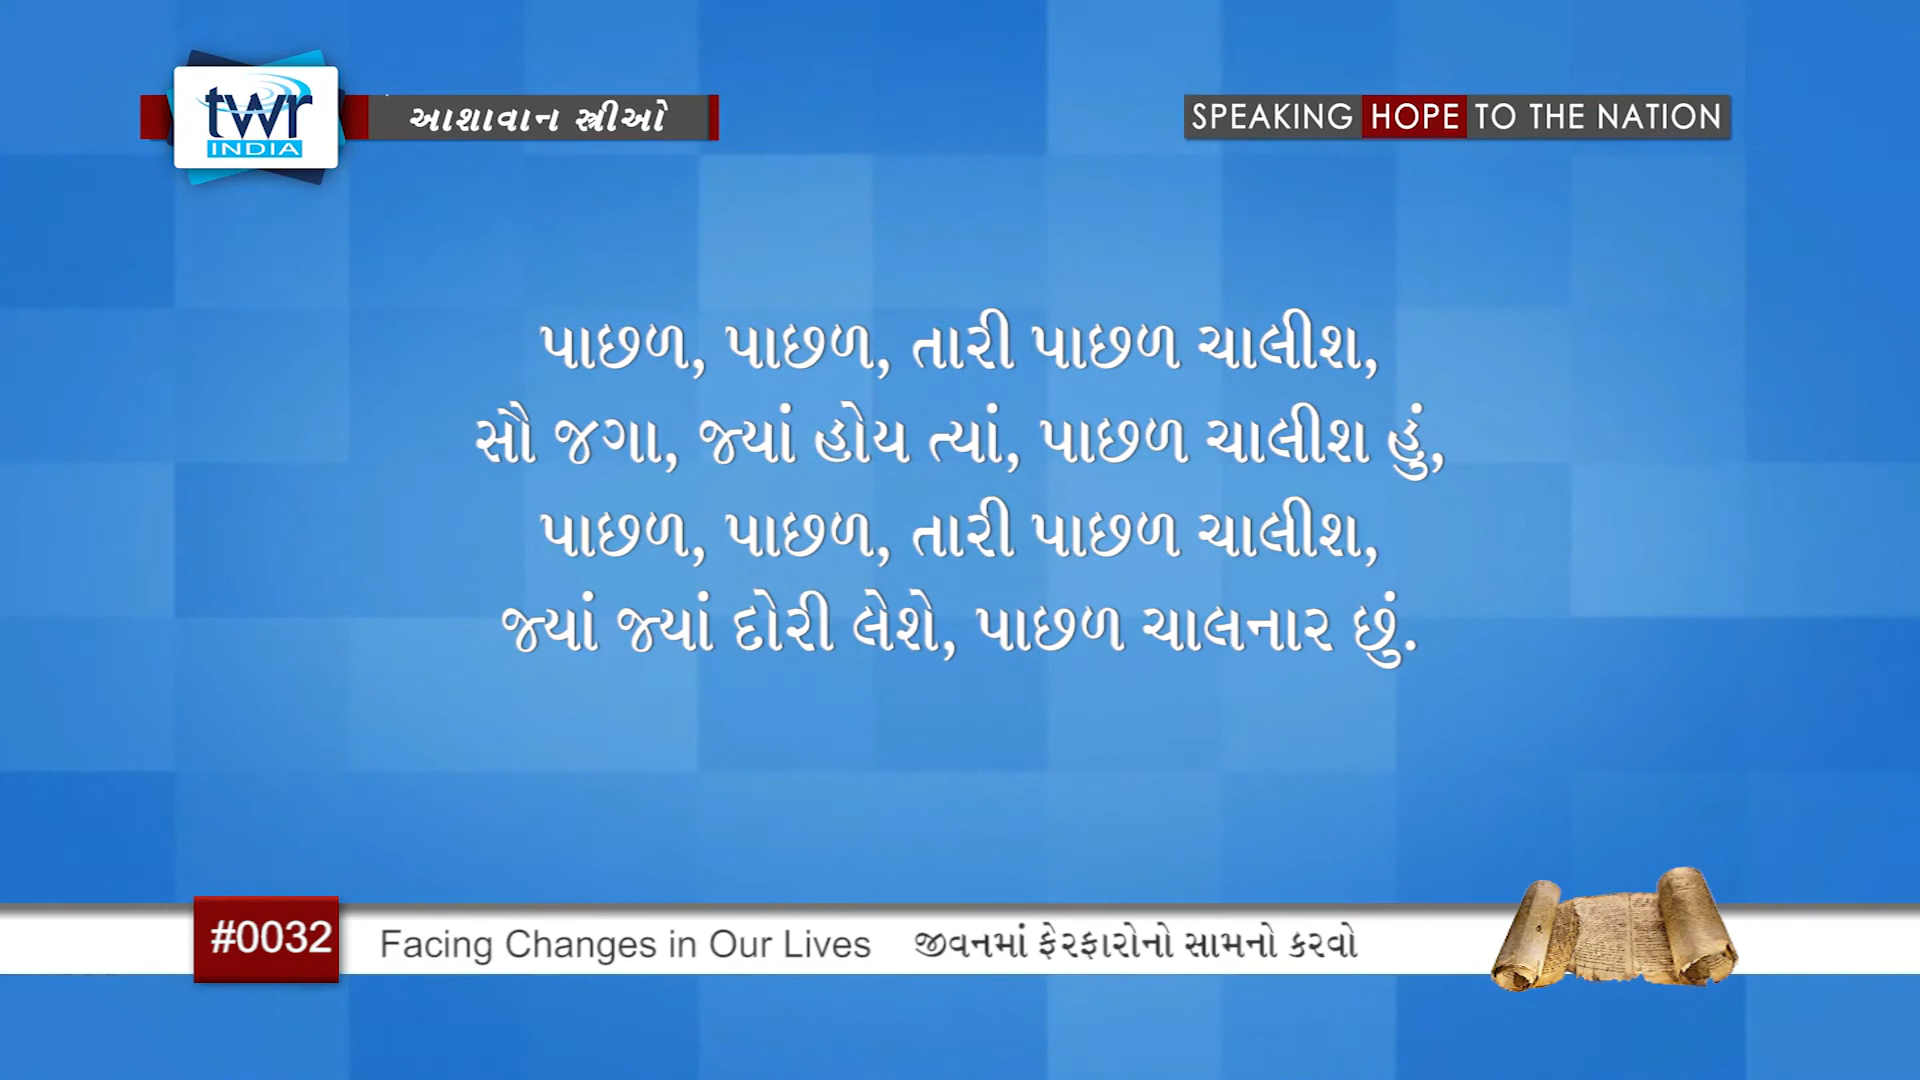 twr
INDIA
આશાવાન સ્ત્રીઓ
SPEAKING HOPE TO THE NATION
પાછળ, પાછળ, તારી પાછળ ચાલીશ,
સૌ જગા, જ્યાં હોય ત્યાં, પાછળ ચાલીશ હું,
પાછળ, પાછળ, તારી પાછળ ચાલીશ,
જ્યાં જ્યાં દોરી લેશે, પાછળ ચાલનાર છું.
#0032
Facing Changes in Our Lives જીવનમાં ફેરફારોનો સામનો કરવો